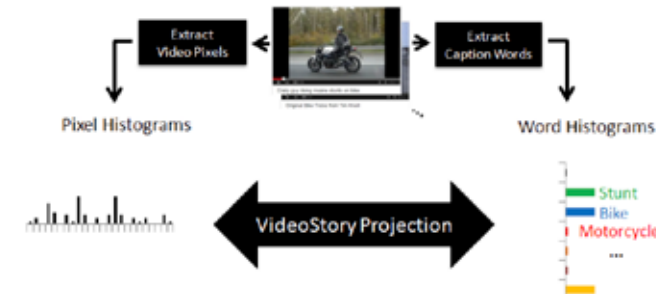 Extract
Video Pixels
Extract
Caption Words
...
Pixel Histograms
Word Histograms
VideoStory Projection
Stunt
Bike
Motorcycle
...